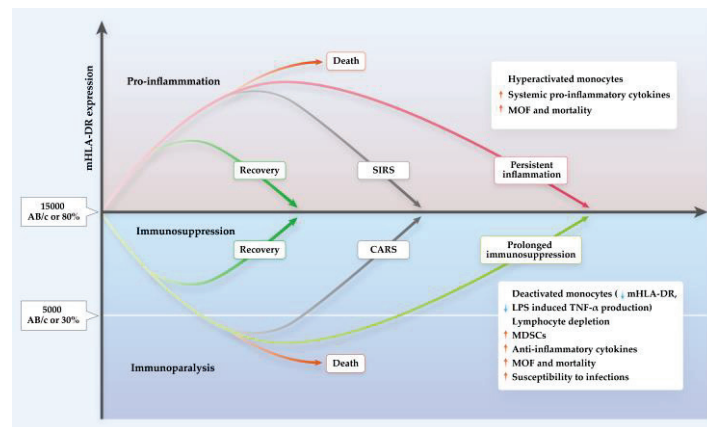 mHLA-DR expression
Death
Pro-inflammmation
Hyperactivated monocytes
↑ Systemic pro-inflammatory cytokines
↑ MOF and mortality
Recovery
SIRS
Persistent
inflammation
15000
AB/c or 80%
Immunosuppression
Recovery
CARS
Prolonged
immunosuppression
5000
AB/c or 30%
Deactivated monocytes (↓mHLA-DR,
↓ LPS induced TNF-α production)
Lymphocyte depletion
↑ MDSCs
↑ Anti-inflammatory cytokines
↑ MOF and mortality
↑ Susceptibility to infections
Immunoparalysis
Death